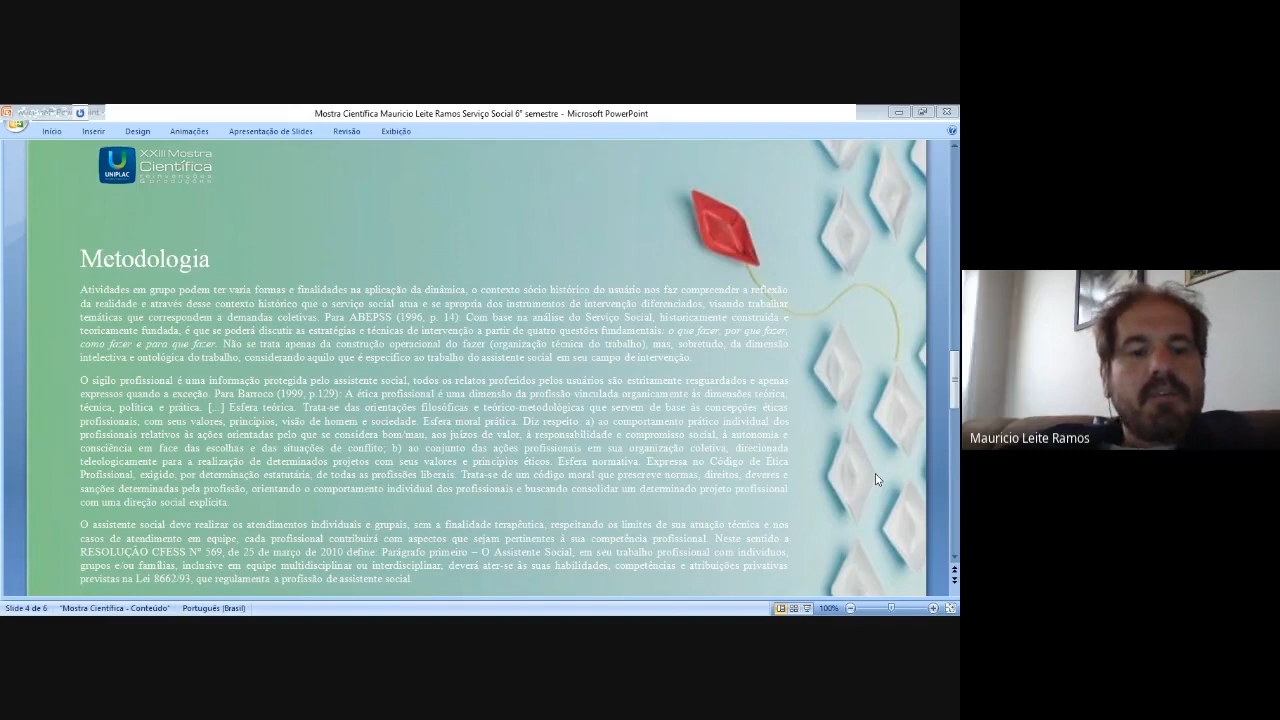 Mostra Científica Mauricio Leite Ramos Serviço Social 6° semestre - Microsoft PowerPoint
Início Inserir Design Animações Apresentação de Slides Revisão Exibição
UNIPLAC
XXIII Mostra
Científica
Metodologia
Atividades em grupo podem ter varia formas e finalidades na aplicação da dinâmica, o contexto sócio histórico do usuário nos faz compreender a reflexão
da realidade e através desse contexto histórico que o serviço social atua e se apropria dos instrumentos de intervenção diferenciados, visando trabalhar
temáticas que correspondem a demandas coletivas. Para ABEPSS (1996, p. 14). Com base na análise do Serviço Social, historicamente construída e
teoricamente fundada, é que se poderá discutir as estratégias e técnicas de intervenção a partir de quatro questões fundamentais: o que fazer, por que fazer,
como fazer e para que fazer. Não se trata apenas da construção operacional do fazer (organização técnica do trabalho), mas, sobretudo, da dimensão
intelectiva e ontológica do trabalho, considerando aquilo que é específico ao trabalho do assistente social em seu campo de intervenção.
O sigilo profissional é uma informação protegida pelo assistente social, todos os relatos proferidos pelos usuários são estritamente resguardados e apenas
expressos quando a exceção. Para Barroco (1999, p.129): A ética profissional é uma dimensão da profissão vinculada organicamente às dimensões teórica,
técnica, política e prática. [...] Esfera teórica. Trata-se das orientações filosóficas e teórico-metodológicas que servem de base às concepções éticas
profissionais, com seus valores, princípios, visão de homem e sociedade. Esfera moral prática. Diz respeito: a) ao comportamento prático individual dos
profissionais relativos às ações orientadas pelo que se considera bom/mau, aos juízos de valor, á responsabilidade e compromisso social, á autonomia e
consciência em face das escolhas e das situações de conflito; b) ao conjunto das ações profissionais em sua organização coletiva, direcionada
teleologicamente para a realização de determinados projetos com seus valores e princípios éticos. Esfera normativa. Expressa no Código de Ética
Profissional, exigido, por determinação estatutária, de todas as profissões liberais. Trata-se de um código moral que prescreve normas, direitos, deveres e
sanções determinadas pela profissão, orientando o comportamento individual dos profissionais e buscando consolidar um determinado projeto profissional
com uma direção social explícita.
O assistente social deve realizar os atendimentos individuais e grupais, sem a finalidade terapêutica, respeitando os limites de sua atuação técnica e nos
casos de atendimento em equipe, cada profissional contribuirá com aspectos que sejam pertinentes á sua competência profissional. Neste sentido a
RESOLUÇÃO CFESS Nº 569, de 25 de março de 2010 define: Parágrafo primeiro – O Assistente Social, em seu trabalho profissional com indivíduos,
grupos e/ou famílias, inclusive em equipe multidisciplinar ou interdisciplinar, deverá ater-se às suas habilidades, competências e atribuições privativas
previstas na Lei 8662/93, que regulamenta a profissão de assistente social.
Mauricio Leite Ramos
Slide 4 de 6 "Mostra Científica - Conteúdo" Português (Brasil) 100%